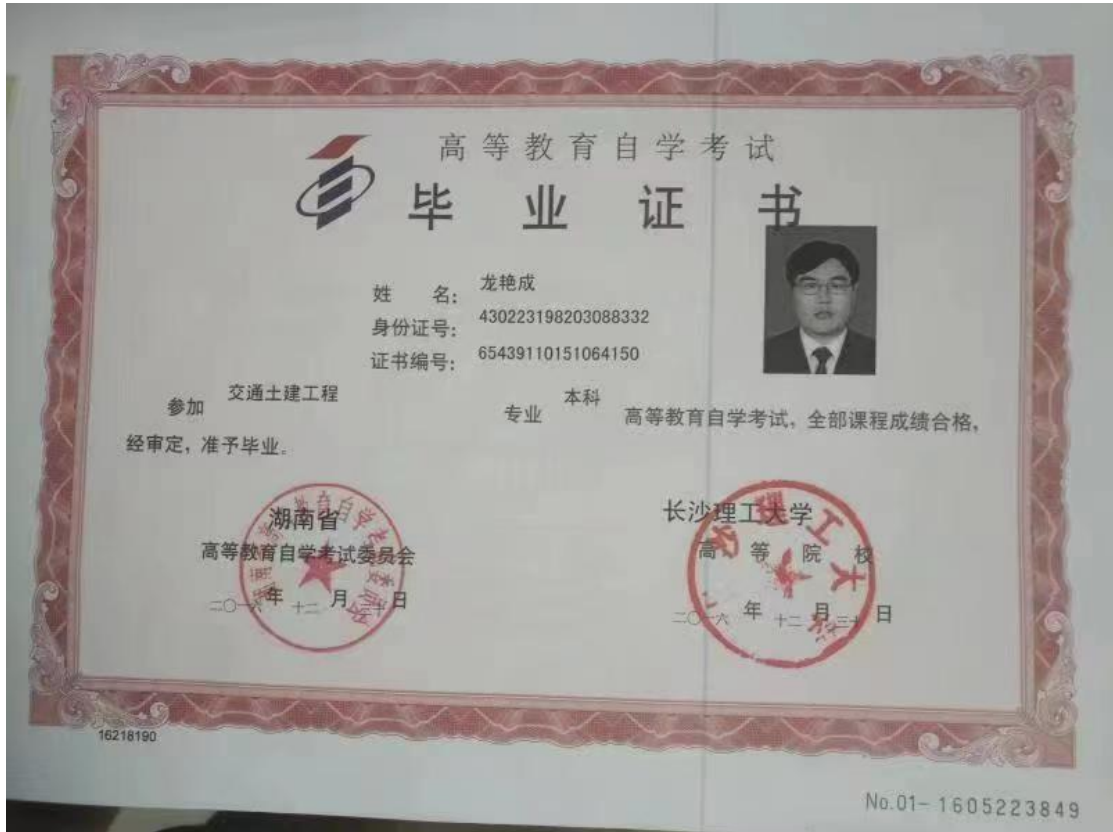 高等教育自学考试
毕业证书
姓 名: 龙艳成
身份证号: 430223198203088332
证书编号: 65439110151064150
参加 交通土建工程 专业 本科 高等教育自学考试，全部课程成绩合格，
经审定，准予毕业。
湖南省
高等教育自学考试委员会
二〇一六年十二月三十日
长沙理工大学
高等院校
二〇一六年十二月三十日
16218190
No.01-1605223849